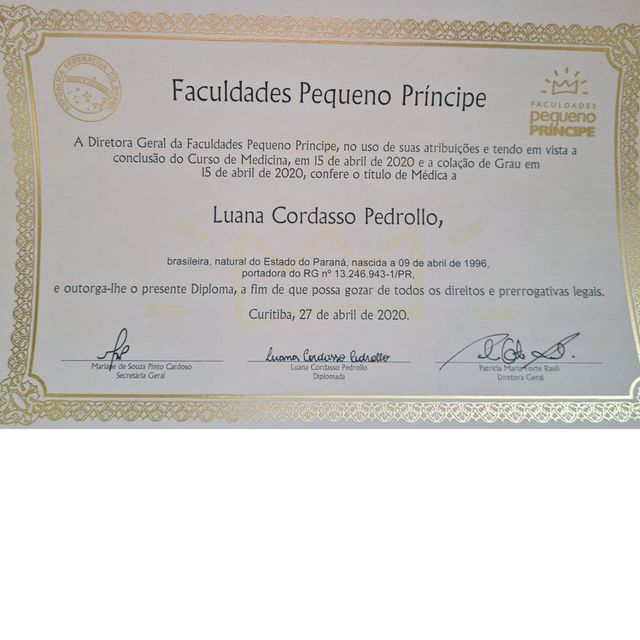 REPÚBLICA FEDERATIVA DO BRASIL
Faculdades Pequeno Príncipe
FACULDADES
pequeno
PRÍNCIPE
A Diretora Geral da Faculdades Pequeno Príncipe, no uso de suas atribuições e tendo em vista a
conclusão do Curso de Medicina, em 15 de abril de 2020 e a colação de Grau em
15 de abril de 2020, confere o título de Médica a
Luana Cordasso Pedrollo,
brasileira, natural do Estado do Paraná, nascida a 09 de abril de 1996,
portadora do RG nº 13.246.943-1/PR,
e outorga-lhe o presente Diploma, a fim de que possa gozar de todos os direitos e prerrogativas legais.
Curitiba, 27 de abril de 2020.
Luana Cordasso Pedrollo
Mariane de Souza Pinto Cardoso
Secretária Geral
Luana Cordasso Pedrollo
Diplomada
Patricia Maria Forte Rauli
Diretora Geral